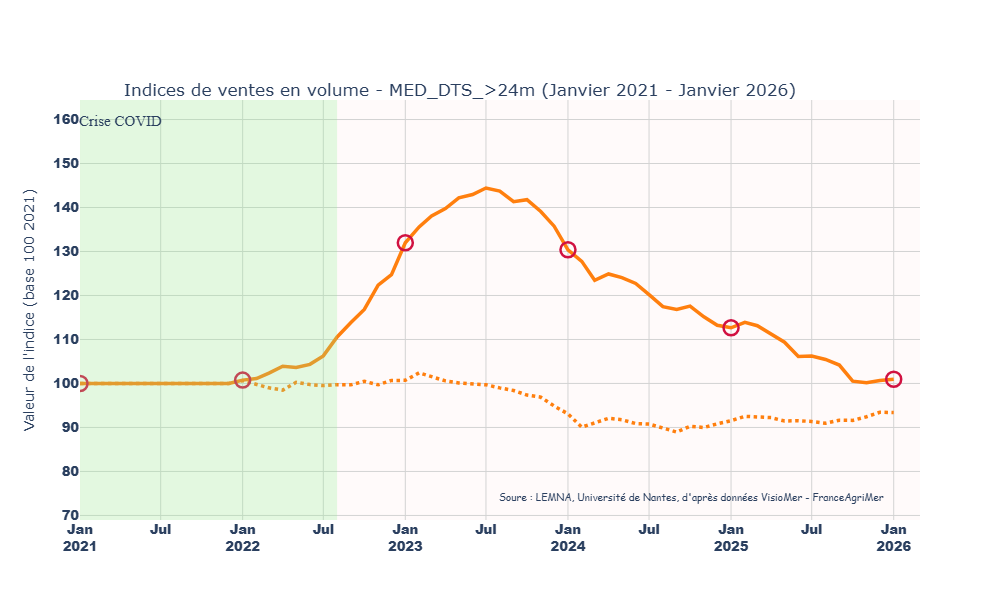 Indices de ventes en volume - MED_DTS_>24m (Janvier 2021 - Janvier 2026)
Crise COVID
Valeur de l'indice (base 100 2021)
160
150
140
130
120
110
100
90
80
70
Soure : LEMNA, Université de Nantes, d'après données VisioMer - FranceAgriMer
Jan Jul Jan Jul Jan Jul Jan Jul Jan Jul Jan
2021 2022 2023 2024 2025 2026